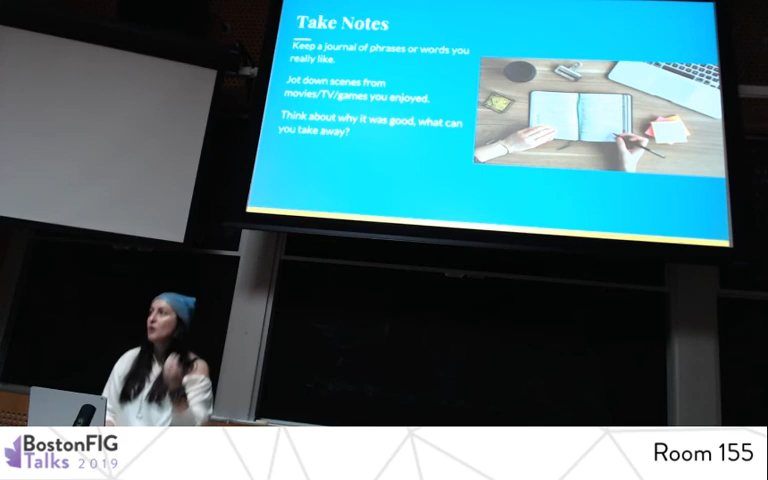 Take Notes
Keep a journal of phrases or words you
really like.
Jot down scenes from
movies/TV/games you enjoyed.
Think about why it was good, what can
you take away?
BostonFIG
Talks 2019
Room 155